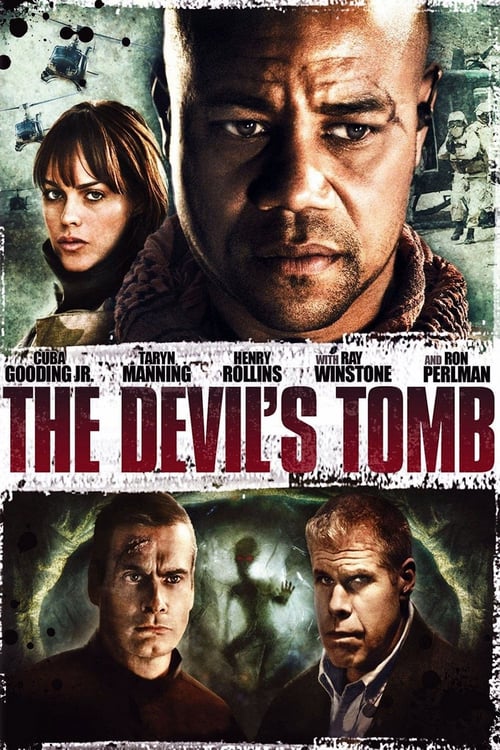 CUBA GOODING JR. TARYN MANNING HENRY ROLLINS WITH RAY WINSTONE AND RON PERLMAN
THE DEVIL'S TOMB